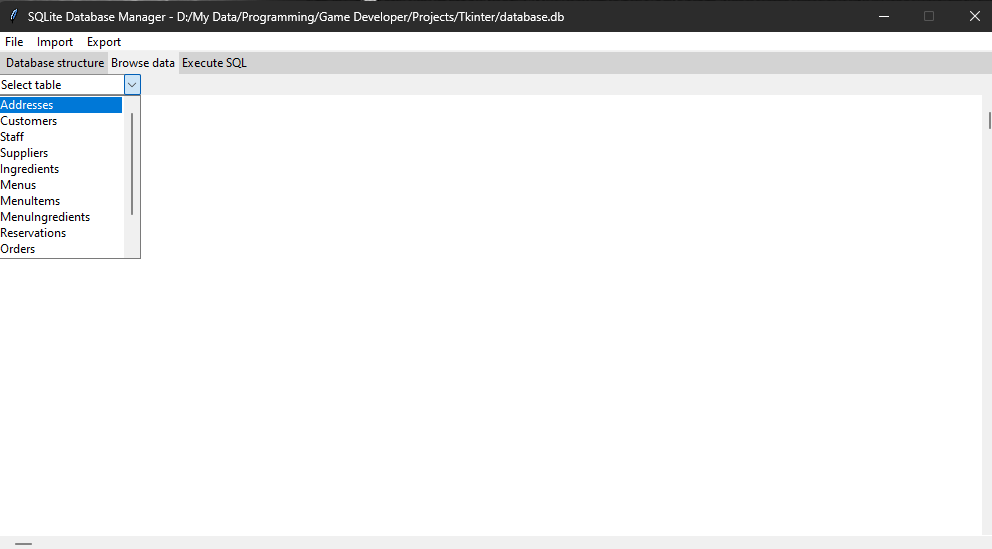 SQLite Database Manager - D:/My Data/Programming/Game Developer/Projects/Tkinter/database.db
File Import Export
Database structure Browse data Execute SQL
Select table
Addresses
Customers
Staff
Suppliers
Ingredients
Menus
MenuItems
MenuIngredients
Reservations
Orders